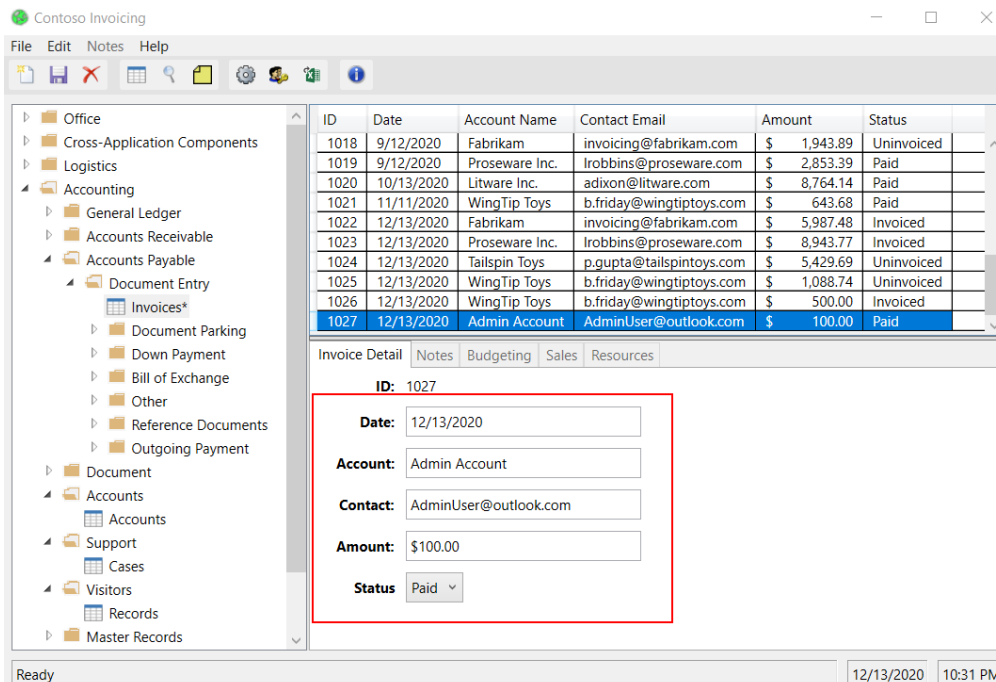 Contoso Invoicing
File Edit Notes Help
Office
Cross-Application Components
Logistics
Accounting
General Ledger
Accounts Receivable
Accounts Payable
Document Entry
Invoices*
Document Parking
Down Payment
Bill of Exchange
Other
Reference Documents
Outgoing Payment
Document
Accounts
Accounts
Support
Cases
Visitors
Records
Master Records
ID Date Account Name Contact Email Amount Status
1018 9/12/2020 Fabrikam invoicing@fabrikam.com $ 1,943.89 Uninvoiced
1019 9/12/2020 Proseware Inc. lrobbins@proseware.com $ 2,853.39 Paid
1020 10/13/2020 Litware Inc. adixon@litware.com $ 8,764.14 Paid
1021 11/11/2020 WingTip Toys b.friday@wingtiptoys.com $ 643.68 Paid
1022 12/13/2020 Fabrikam invoicing@fabrikam.com $ 5,987.48 Invoiced
1023 12/13/2020 Proseware Inc. lrobbins@proseware.com $ 8,943.77 Invoiced
1024 12/13/2020 Tailspin Toys p.gupta@tailspintoys.com $ 5,429.69 Uninvoiced
1025 12/13/2020 WingTip Toys b.friday@wingtiptoys.com $ 1,088.74 Uninvoiced
1026 12/13/2020 WingTip Toys b.friday@wingtiptoys.com $ 500.00 Invoiced
1027 12/13/2020 Admin Account AdminUser@outlook.com $ 100.00 Paid
Invoice Detail Notes Budgeting Sales Resources
ID: 1027
Date: 12/13/2020
Account: Admin Account
Contact: AdminUser@outlook.com
Amount: $100.00
Status Paid
Ready 12/13/2020 10:31 PM